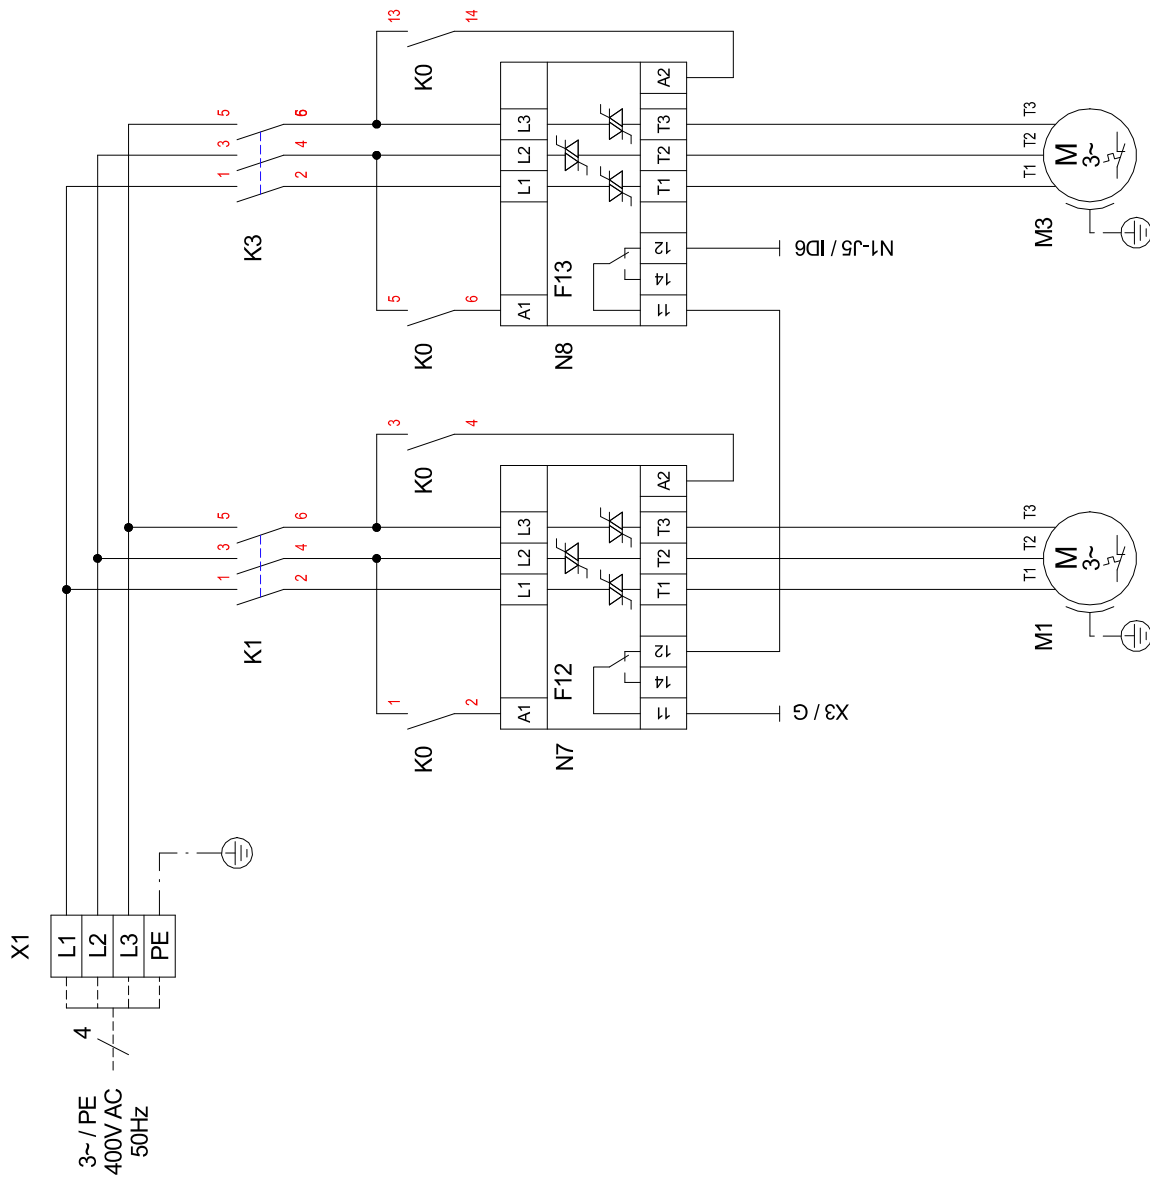 X1
L1
L2
L3
PE
4
3~ / PE
400V AC
50Hz
K1
1
2
3
4
5
6
K0
1
2
K0
3
4
N7
F12
A1
L1
L2
L3
A2
T3
T2
T1
12
14
11
X3 / G
T1
T2
T3
M
3~
M1
K3
1
2
3
4
5
6
K0
5
6
K0
13
14
N8
F13
A1
L1
L2
L3
A2
T3
T2
T1
12
14
11
N1-J5 / ID6
T1
T2
T3
M
3~
M3